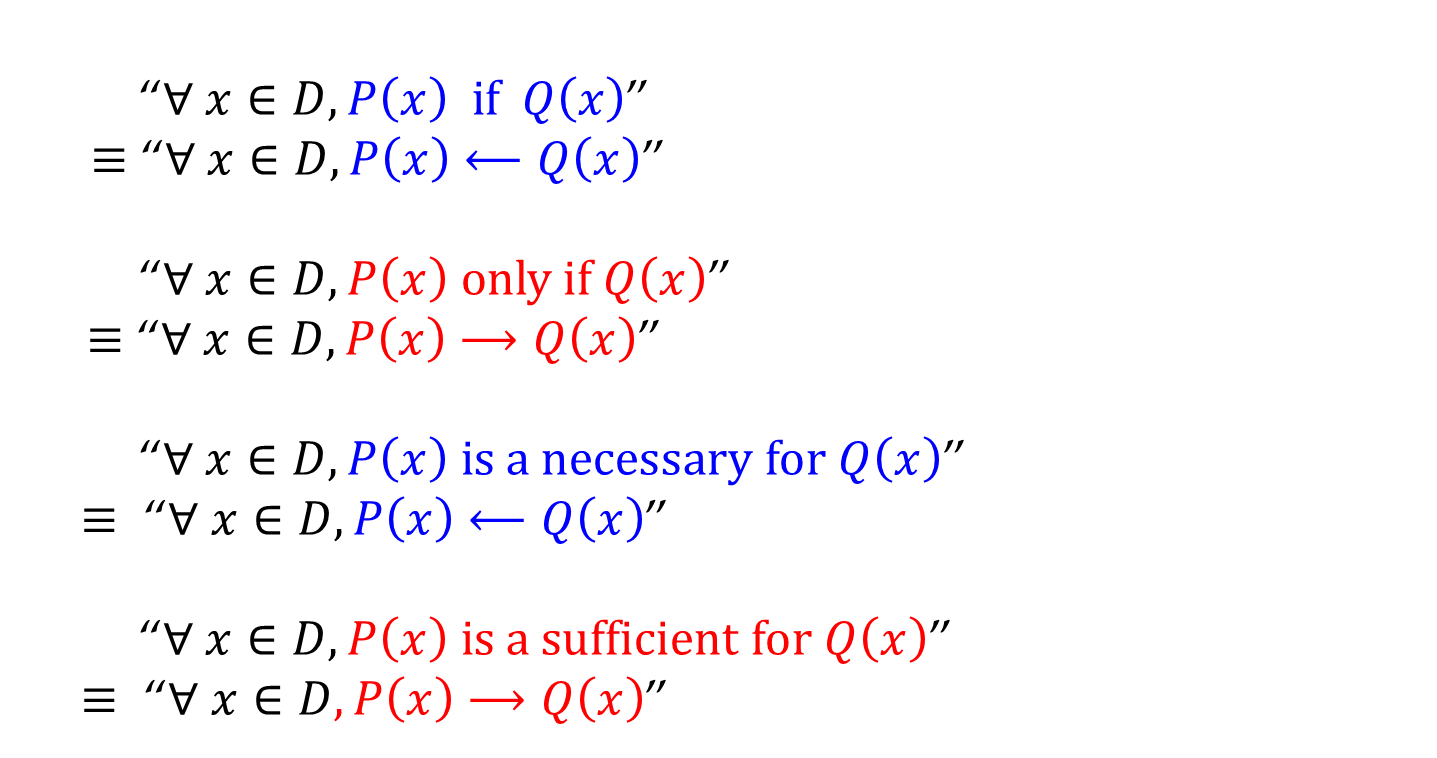 “∀ x ∈ D, P(x) if Q(x)”
≡ “∀ x ∈ D, P(x) ⟵ Q(x)”
“∀ x ∈ D, P(x) only if Q(x)”
≡ “∀ x ∈ D, P(x) ⟶ Q(x)”
“∀ x ∈ D, P(x) is a necessary for Q(x)”
≡ “∀ x ∈ D, P(x) ⟵ Q(x)”
“∀ x ∈ D, P(x) is a sufficient for Q(x)”
≡ “∀ x ∈ D, P(x) ⟶ Q(x)”